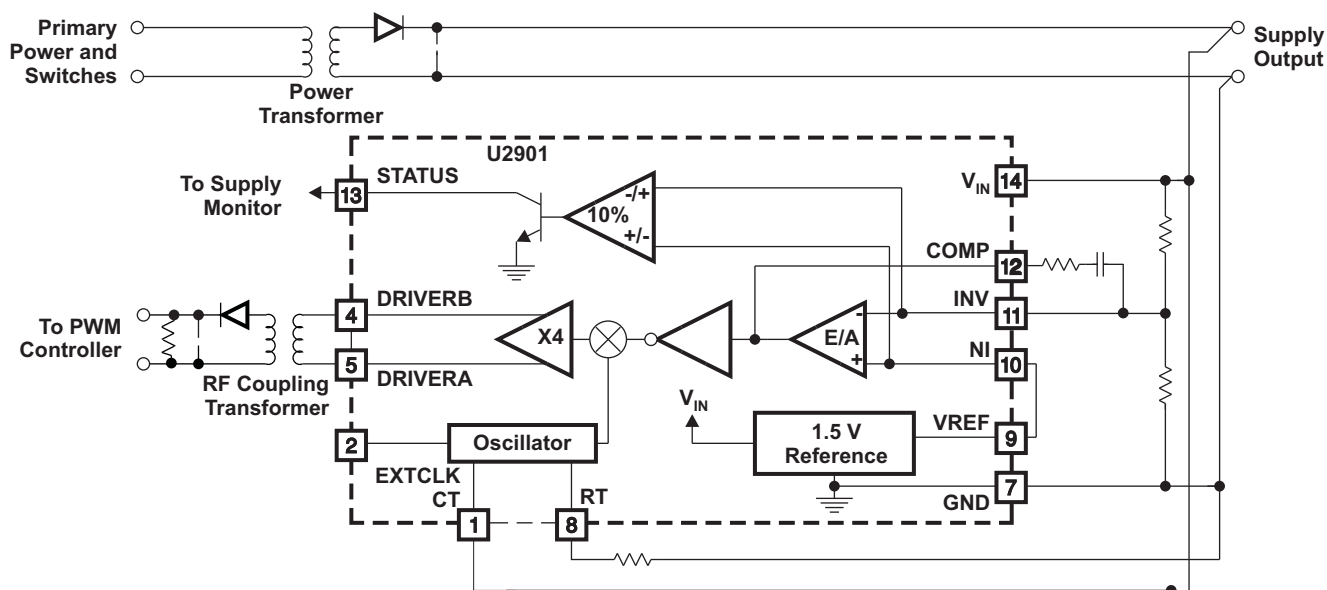 Primary
Power and
Switches
Power
Transformer
Supply
Output
U2901
To Supply
Monitor
13
STATUS
10%
-/+
+/-
V_IN
14
COMP
12
INV
11
NI
10
VREF
9
GND
7
To PWM
Controller
RF Coupling
Transformer
4
DRIVERB
5
DRIVERA
X4
E/A
-
+
V_IN
1.5 V
Reference
2
Oscillator
EXTCLK
CT
RT
1
8